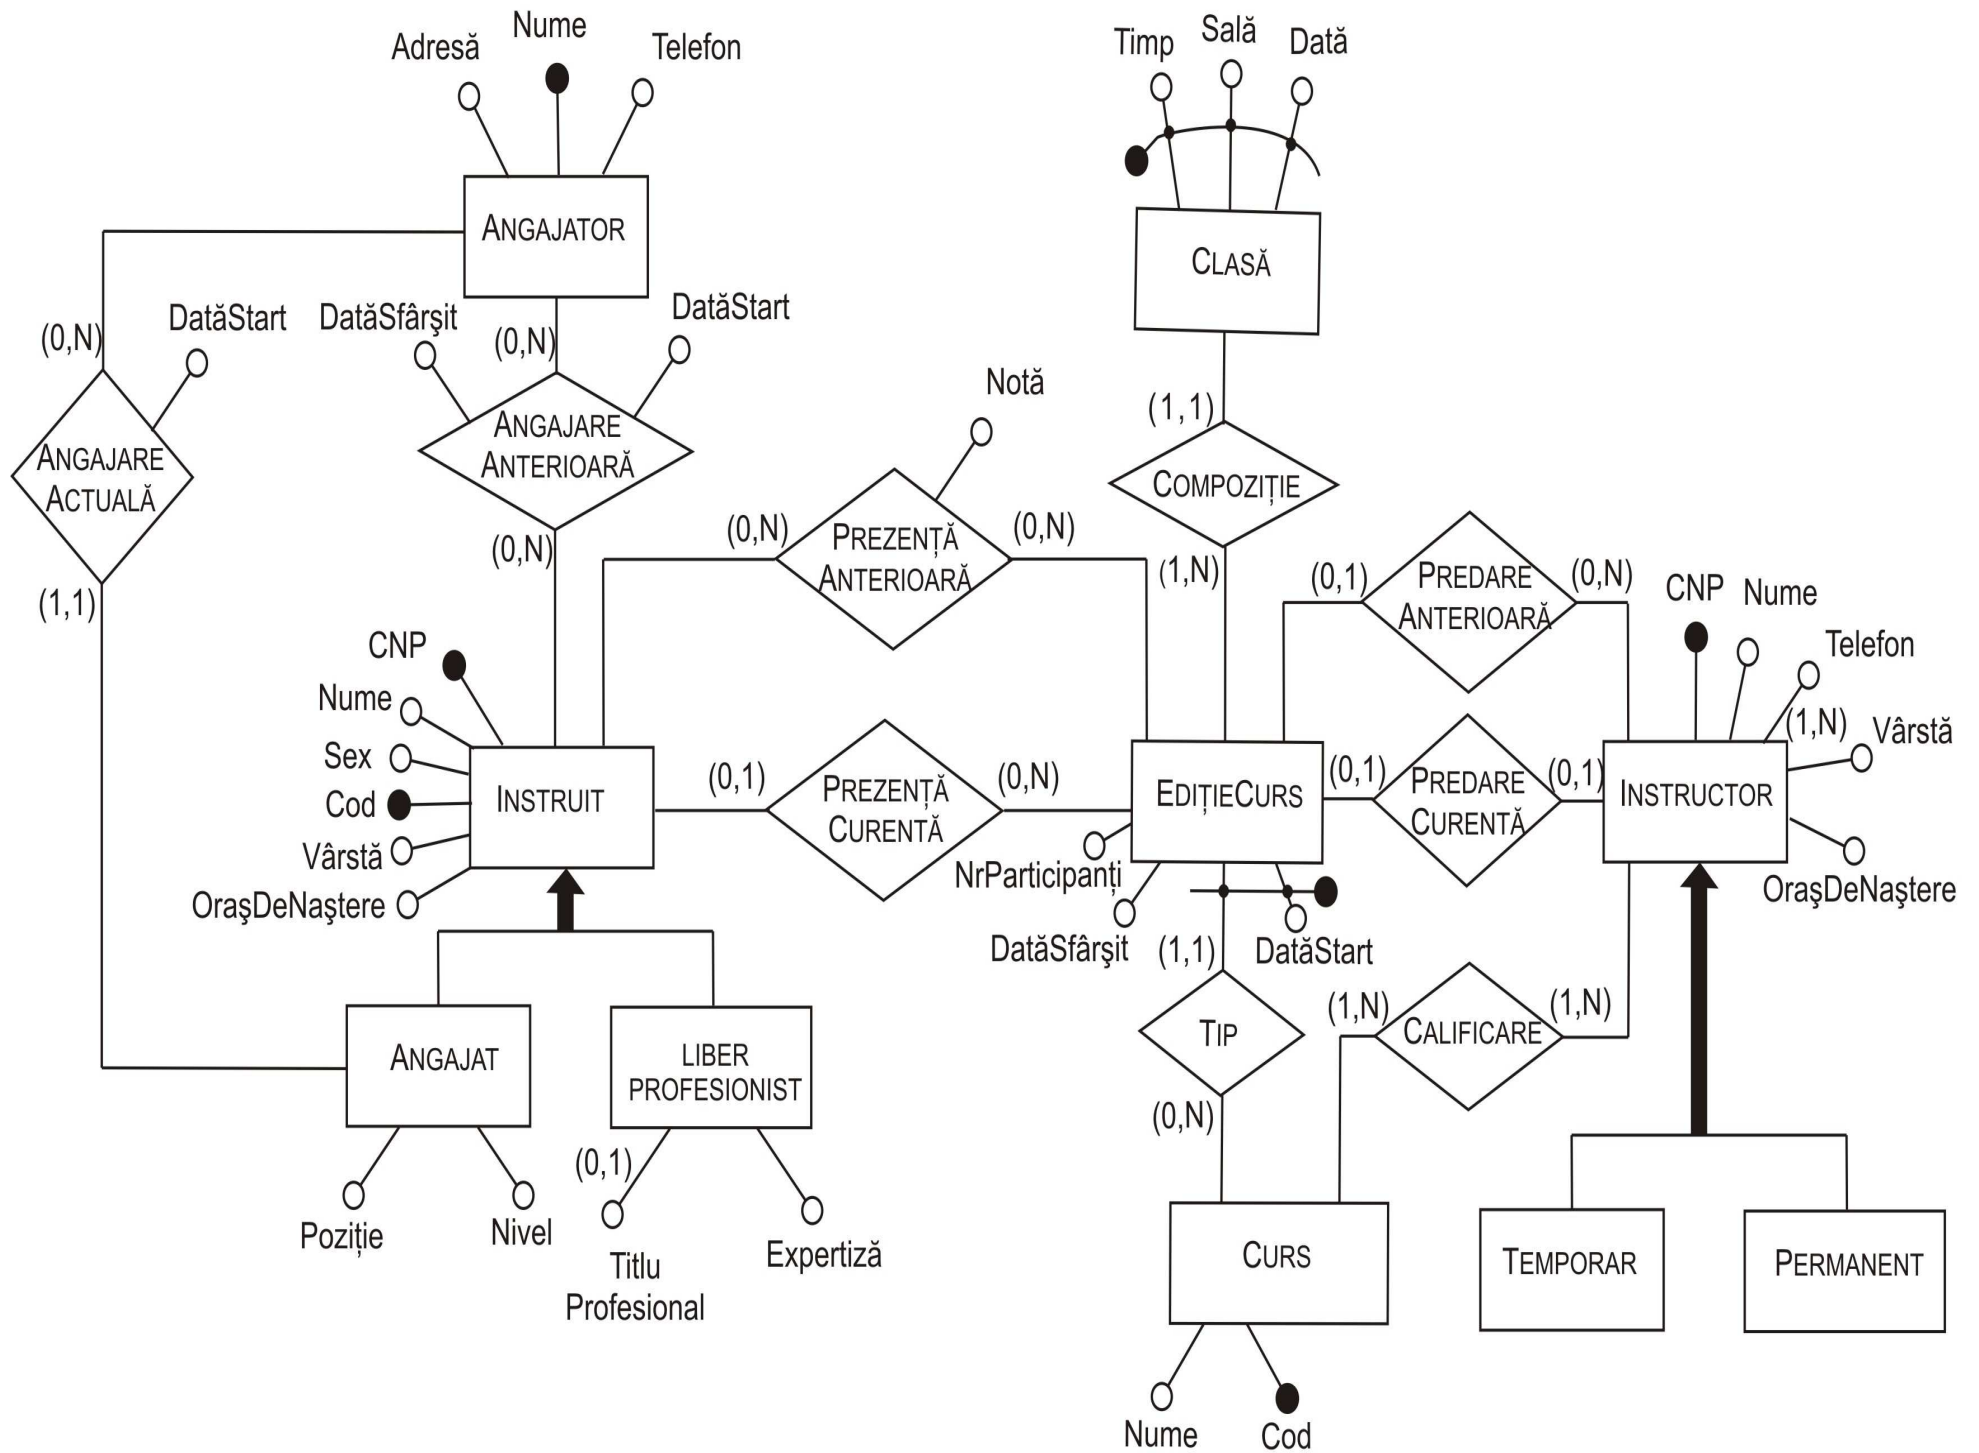 Adresă
Nume
Telefon
ANGAJATOR
Timp
Sală
Dată
CLASĂ
(0,N)
DatăStart
DatăSfârşit
(0,N)
DatăStart
ANGAJARE
ACTUALĂ
ANGAJARE
ANTERIOARĂ
(1,1)
(0,N)
Notă
(0,N)
PREZENȚĂ
ANTERIOARĂ
(0,N)
(1,1)
COMPOZIȚIE
(1,N)
(0,1)
PREDARE
ANTERIOARĂ
(0,N)
CNP
Nume
Telefon
(1,N)
Vârstă
CNP
Nume
Sex
Cod
Vârstă
OraşDeNaştere
INSTRUIT
(0,1)
PREZENȚĂ
CURENTĂ
(0,N)
EDIȚIECURS
(0,1)
PREDARE
CURENTĂ
(0,1)
INSTRUCTOR
OraşDeNaştere
NrParticipanți
DatăSfârşit
(1,1)
DatăStart
TIP
(0,N)
(1,N)
CALIFICARE
(1,N)
ANGAJAT
LIBER
PROFESIONIST
Poziție
Nivel
(0,1)
Titlu
Profesional
Expertiză
CURS
TEMPORAR
PERMANENT
Nume
Cod